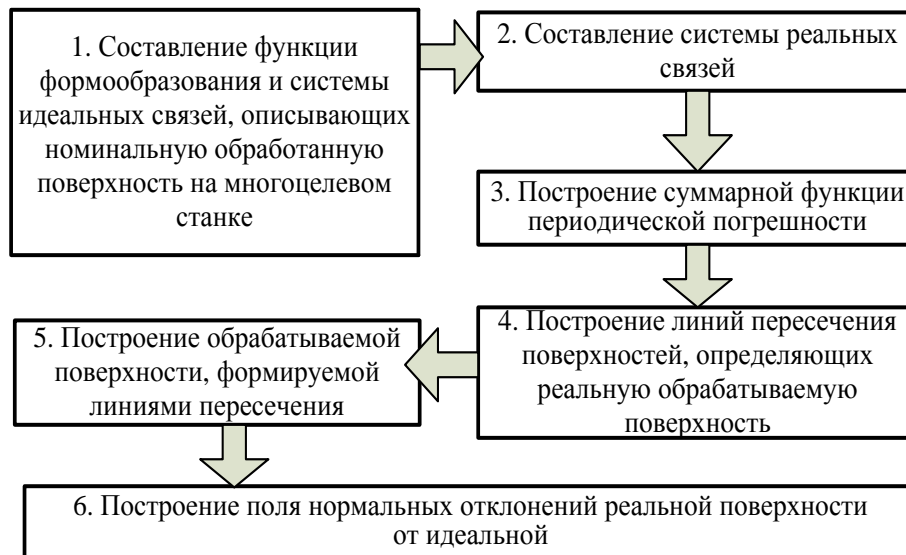 1. Составление функции
формообразования и системы
идеальных связей, описывающих
номинальную обработанную
поверхность на многоцелевом
станке
2. Составление системы реальных
связей
3. Построение суммарной функции
периодической погрешности
4. Построение линий пересечения
поверхностей, определяющих
реальную обрабатываемую
поверхность
5. Построение обрабатываемой
поверхности, формируемой
линиями пересечения
6. Построение поля нормальных отклонений реальной поверхности
от идеальной